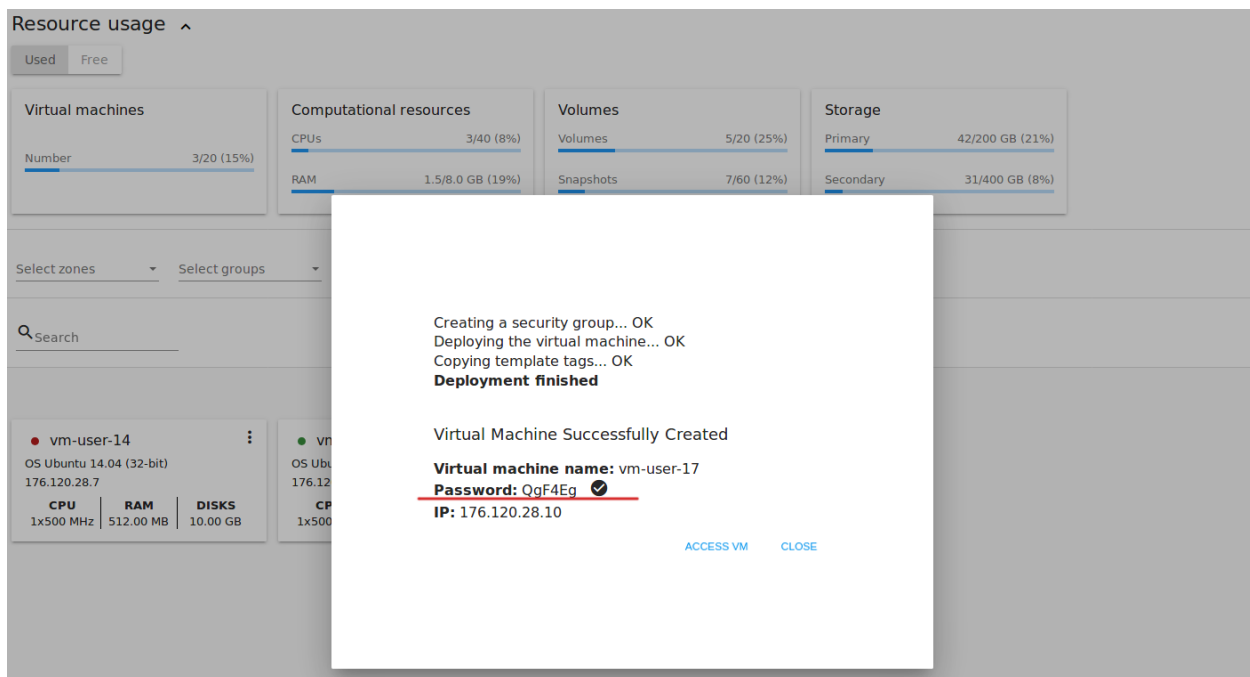 Resource usage
Used Free
Virtual machines
Number 3/20 (15%)
Computational resources
CPUs 3/40 (8%)
RAM 1.5/8.0 GB (19%)
Volumes
Volumes 5/20 (25%)
Snapshots 7/60 (12%)
Storage
Primary 42/200 GB (21%)
Secondary 31/400 GB (8%)
Select zones Select groups
Search
vm-user-14
OS Ubuntu 14.04 (32-bit)
176.120.28.7
CPU RAM DISKS
1x500 MHz 512.00 MB 10.00 GB
Creating a security group... OK
Deploying the virtual machine... OK
Copying template tags... OK
Deployment finished
Virtual Machine Successfully Created
Virtual machine name: vm-user-17
Password: QgF4Eg
IP: 176.120.28.10
ACCESS VM CLOSE